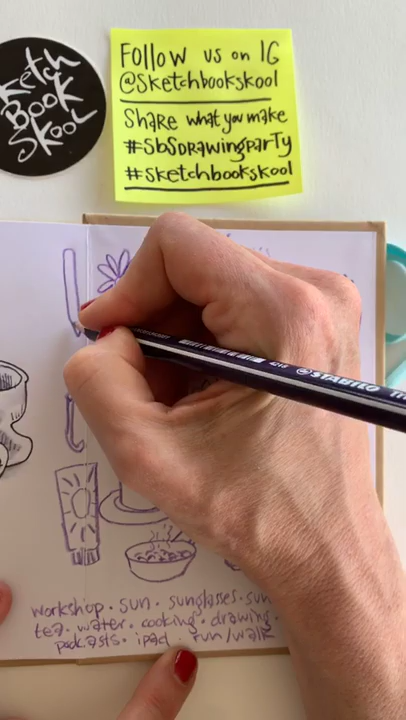 Sketch
Book
Skool
Follow us on IG
@sketchbookskool
Share what you make
#SbSDrawingParty
#sketchbookskool
STABILO
workshop • sun • sunglasses • sun
tea • water • cooking • drawing •
podcasts • ipad • run/walk